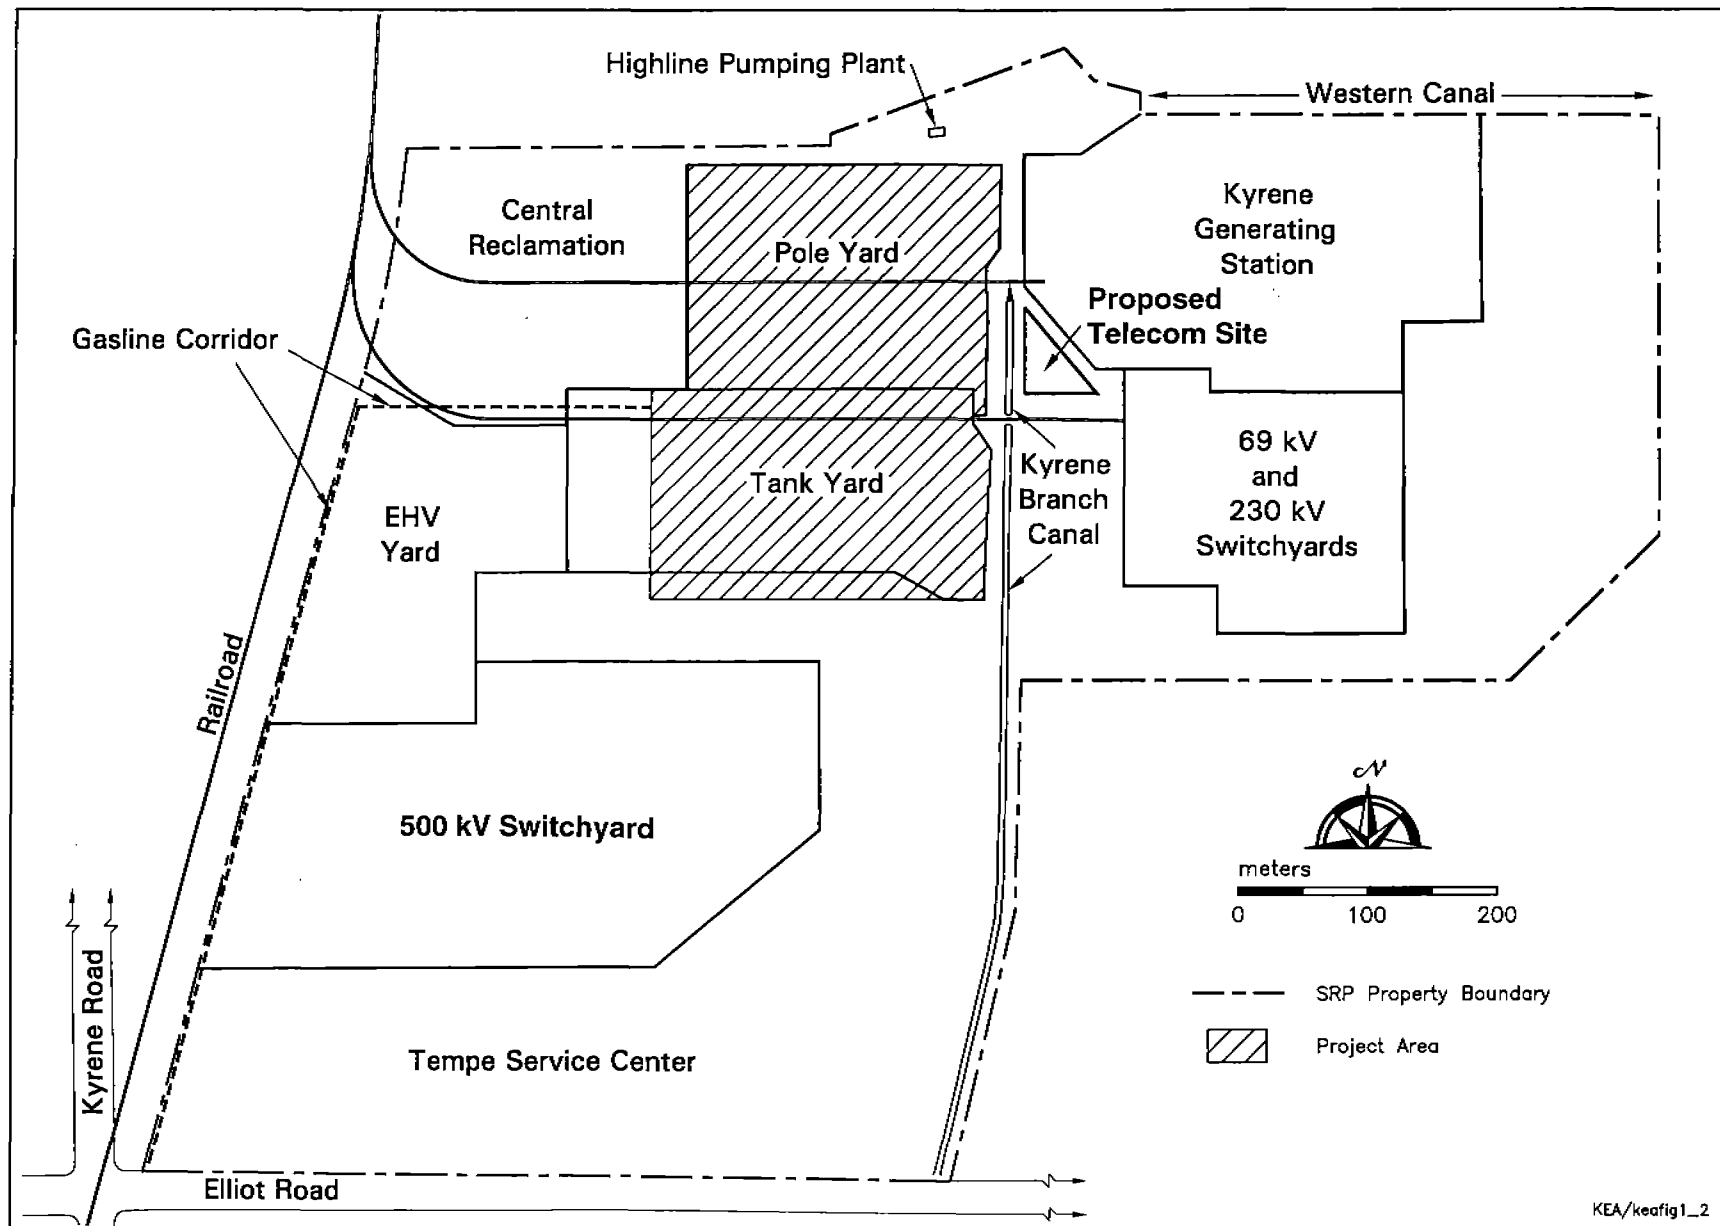 Highline Pumping Plant
Western Canal
Central
Reclamation
Pole Yard
Kyrene
Generating
Station
Proposed
Telecom Site
Gasline Corridor
69 kV
and
230 kV
Switchyards
Kyrene
Branch
Canal
Tank Yard
EHV
Yard
Railroad
500 kV Switchyard
N
meters
0 100 200
SRP Property Boundary
Project Area
Kyrene Road
Tempe Service Center
Elliot Road
KEA/keafig1_2